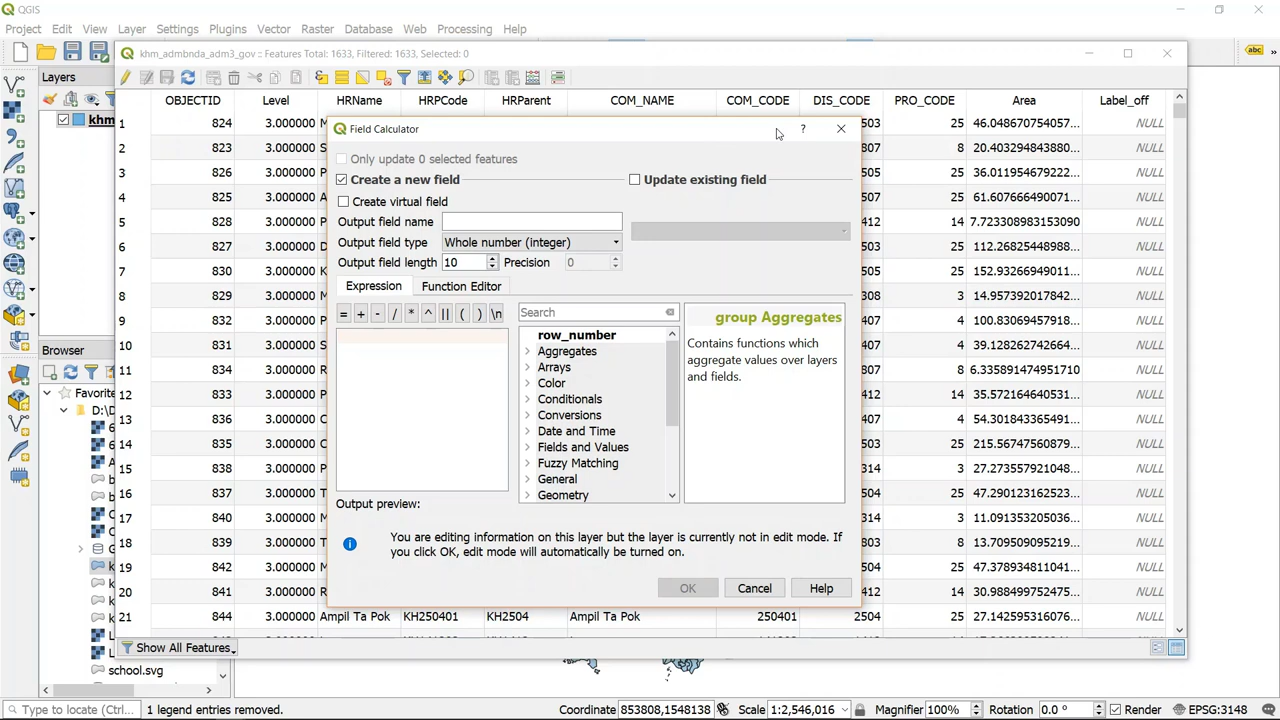 QGIS
Project Edit View Layer Settings Plugins Vector Raster Database Web Processing Help
khm_admbnda_adm3_gov :: Features Total: 1633, Filtered: 1633, Selected: 0
abc
Layers
khm
OBJECTID Level HRName HRPCode HRParent COM_NAME COM_CODE DIS_CODE PRO_CODE Area Label_off
1 824 3.000000 503 25 46.048670754057... NULL
2 823 3.000000 S 807 8 20.402294843880... NULL
3 826 3.000000 P 25 36.011954679222... NULL
4 825 3.000000 S 25 61.607666490071... NULL
5 828 3.000000 P 412 14 7.723308983153090 NULL
6 827 3.000000 D 25 112.26825448988... NULL
7 830 3.000000 K 25 152.93266949011... NULL
8 829 3.000000 308 3 14.957392017842... NULL
9 832 3.000000 P 407 4 100.83069457918... NULL
10 831 3.000000 S 407 4 39.128262742664... NULL
11 834 3.000000 R 807 8 6.335891474951710 NULL
12 833 3.000000 P 412 14 35.572164640531... NULL
13 836 3.000000 C 407 4 54.301843365491... NULL
14 835 3.000000 C 503 25 215.56747560879... NULL
15 838 3.000000 P 314 3 27.273557921048... NULL
16 837 3.000000 T 504 25 47.290123162523... NULL
17 840 3.000000 P 3 11.091353205036... NULL
18 839 3.000000 T 542 25 13.709509095219... NULL
19 842 3.000000 P 2504 25 47.378934811041... NULL
20 841 3.000000 R 412 14 30.988499752475... NULL
21 844 3.000000 Ampil Ta Pok KH250401 KH2504 Ampil Ta Pok 250401 2504 25 27.142595316076... NULL
Field Calculator ?
Only update 0 selected features
Create a new field Update existing field
Create virtual field
Output field name
Output field type Whole number (integer)
Output field length 10 Precision 0
Expression Function Editor
= + - / * ^ || ( ) \n
Search
row_number
Aggregates
Arrays
Color
Conditionals
Conversions
Date and Time
Fields and Values
Fuzzy Matching
General
Geometry
group Aggregates
Contains functions which
aggregate values over layers
and fields.
Output preview:
You are editing information on this layer but the layer is currently not in edit mode. If
you click OK, edit mode will automatically be turned on.
OK Cancel Help
Browser
Favorite
D:\D
school.svg
Show All Features
Type to locate (Ctrl... 1 legend entries removed. Coordinate 853808,1548138 Scale 1:2,546,016 Magnifier 100% Rotation 0.0 ° Render EPSG:3148